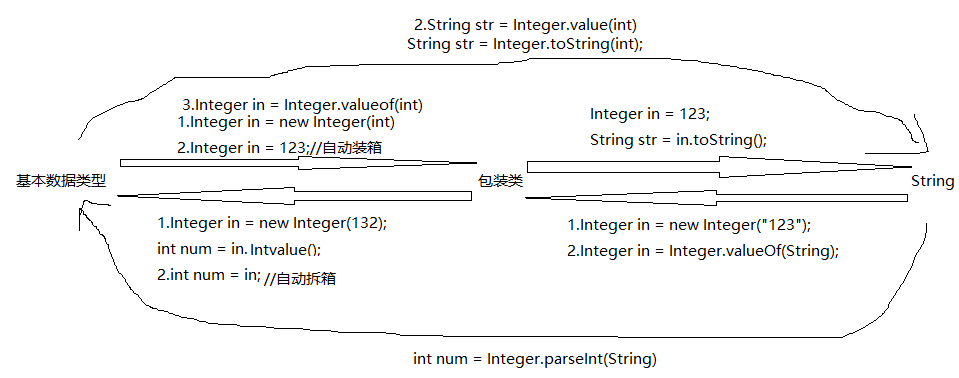 2.String str = Integer.value(int)
String str = Integer.toString(int);
3.Integer in = Integer.valueof(int)
1.Integer in = new Integer(int)
2.Integer in = 123;//自动装箱
Integer in = 123;
String str = in.toString();
基本数据类型
包装类
String
1.Integer in = new Integer(132);
int num = in.Intvalue();
2.int num = in; //自动拆箱
1.Integer in = new Integer("123");
2.Integer in = Integer.valueOf(String);
int num = Integer.parseInt(String)